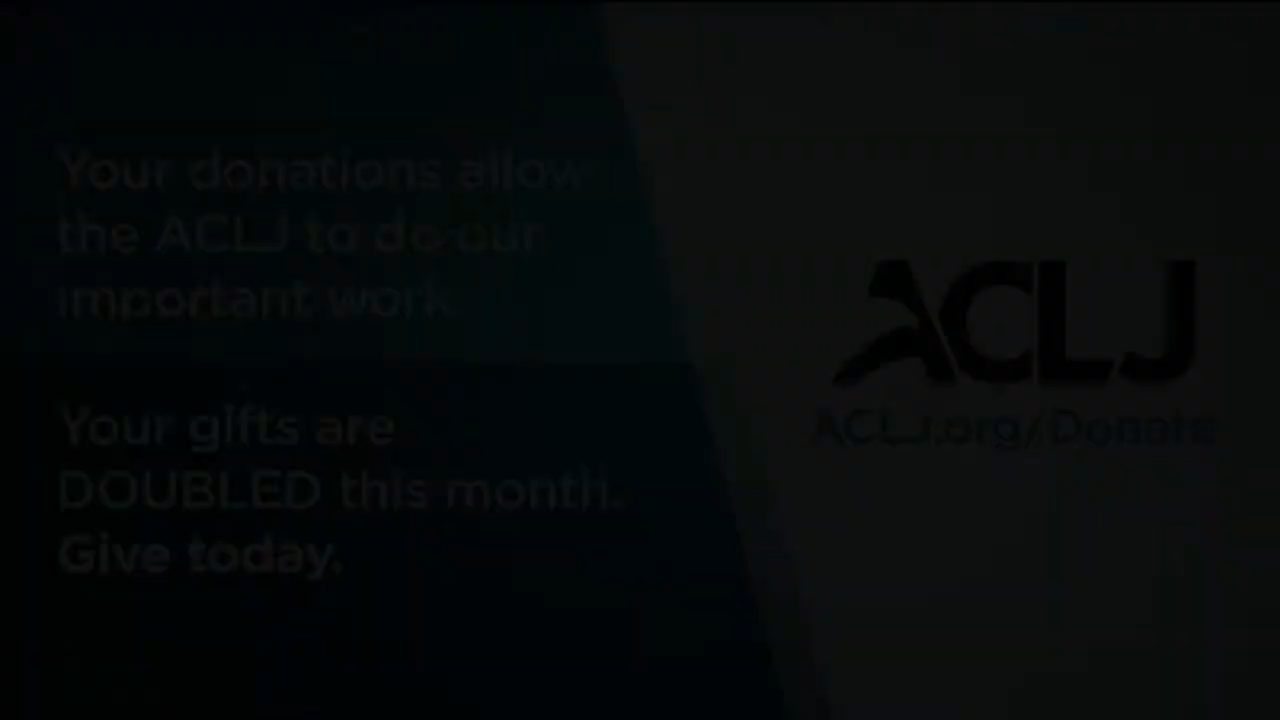 Your donations allow
the ACLJ to do our
important work.
Your gifts are
DOUBLED this month.
Give today.
ACLJ
ACLJ.org/Donate